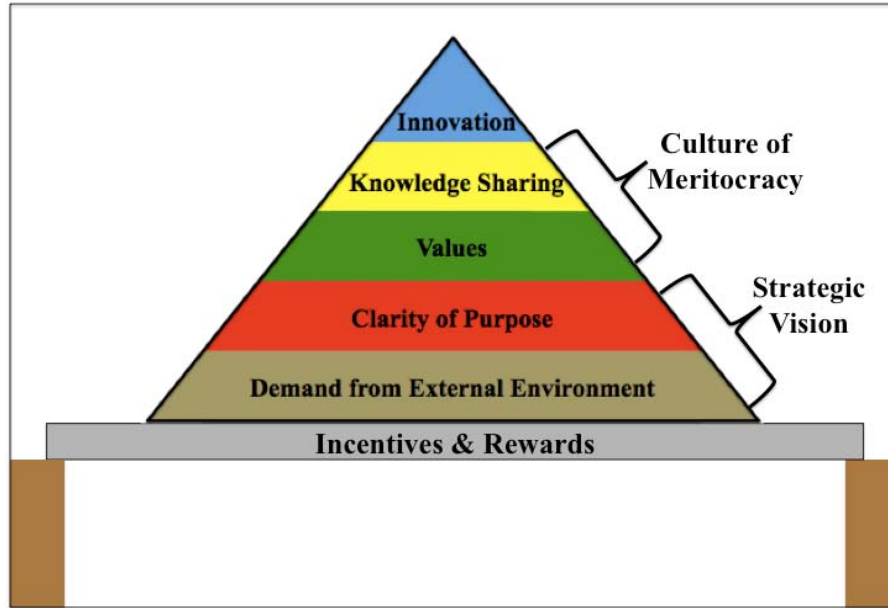 Innovation
Culture of
Meritocracy
Knowledge Sharing
Values
Strategic
Vision
Clarity of Purpose
Demand from External Environment
Incentives & Rewards